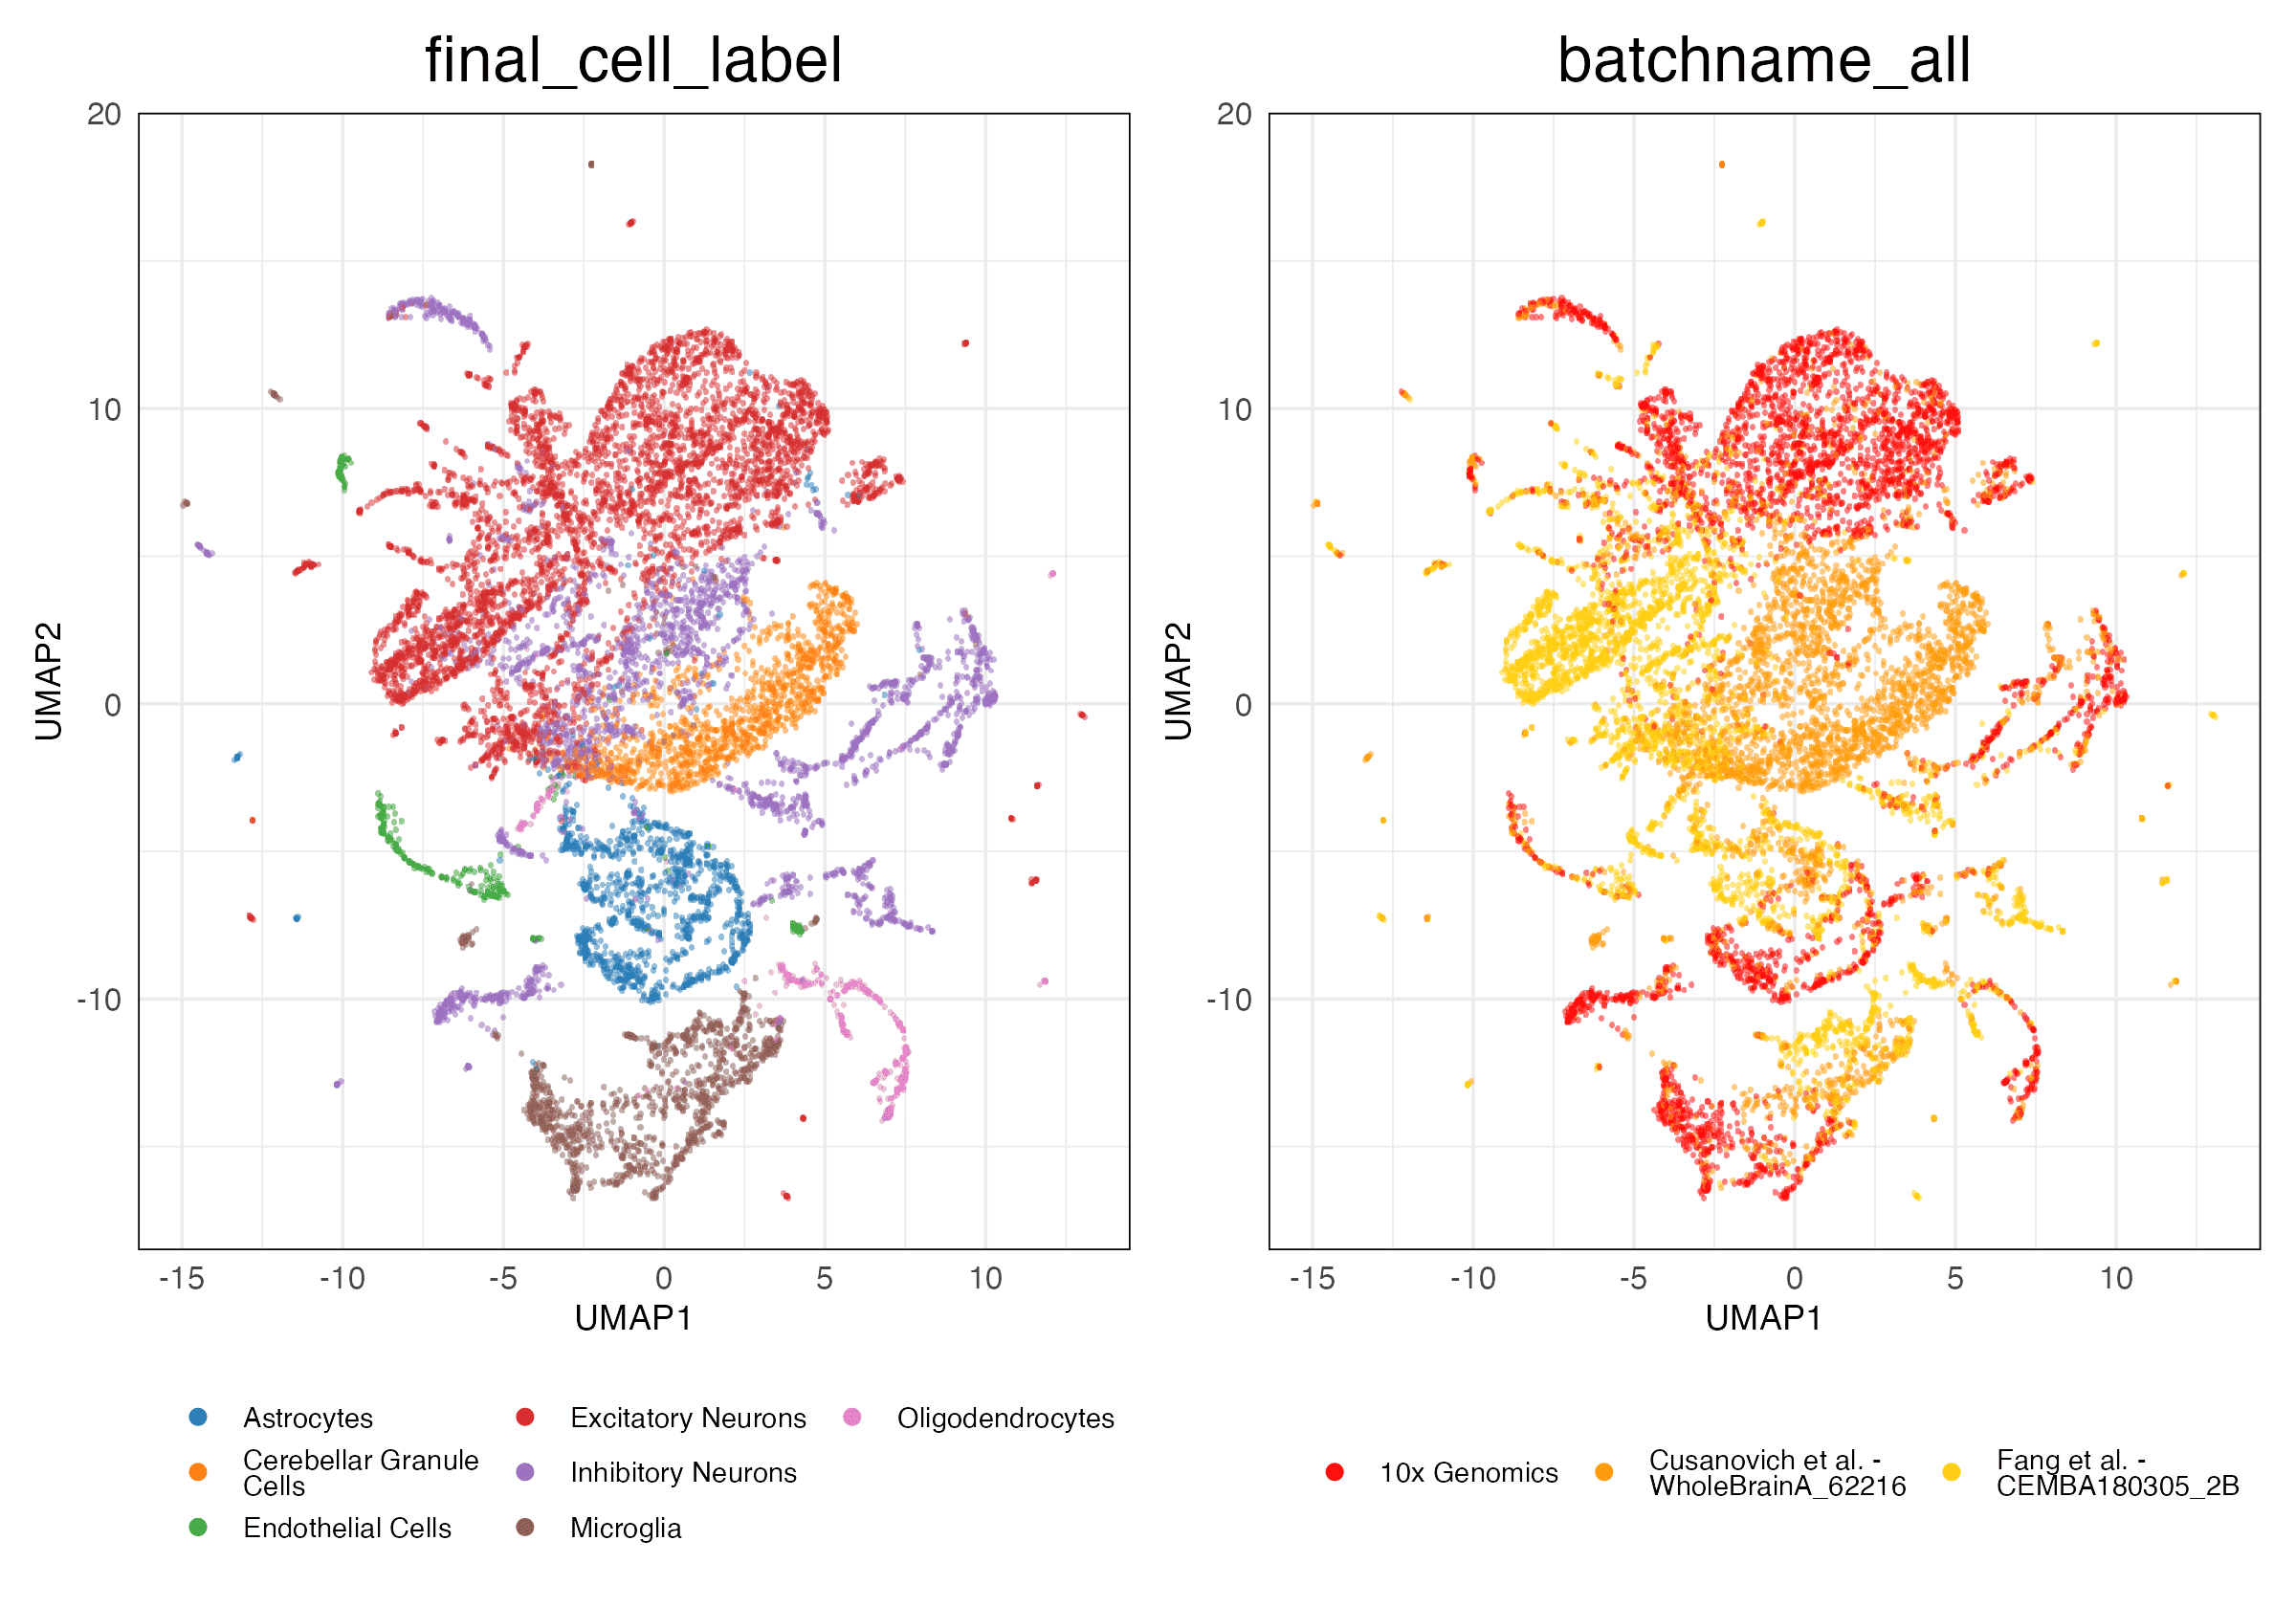 final_cell_label
batchname_all
20
10
0
-10
UMAP2
-15
-10
-5
0
5
10
UMAP1
20
10
0
-10
UMAP2
-15
-10
-5
0
5
10
UMAP1
Astrocytes
Cerebellar Granule
Cells
Endothelial Cells
Excitatory Neurons
Inhibitory Neurons
Microglia
Oligodendrocytes
10x Genomics
Cusanovich et al. -
WholeBrainA_62216
Fang et al. -
CEMBA180305_2B